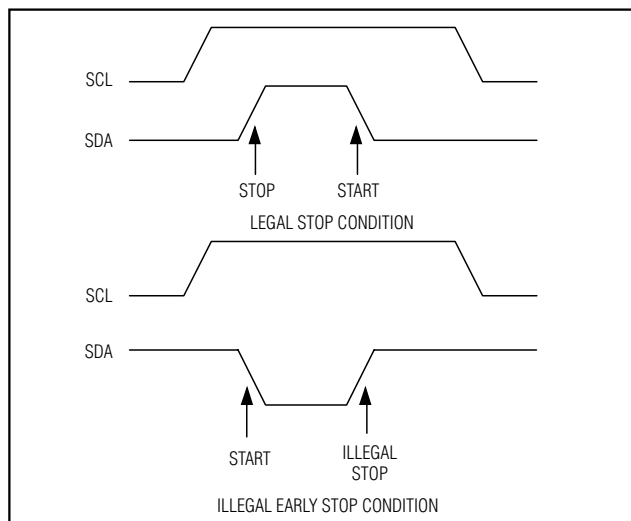 SCL
SDA
STOP START
LEGAL STOP CONDITION
SCL
SDA
START ILLEGAL
STOP
ILLEGAL EARLY STOP CONDITION